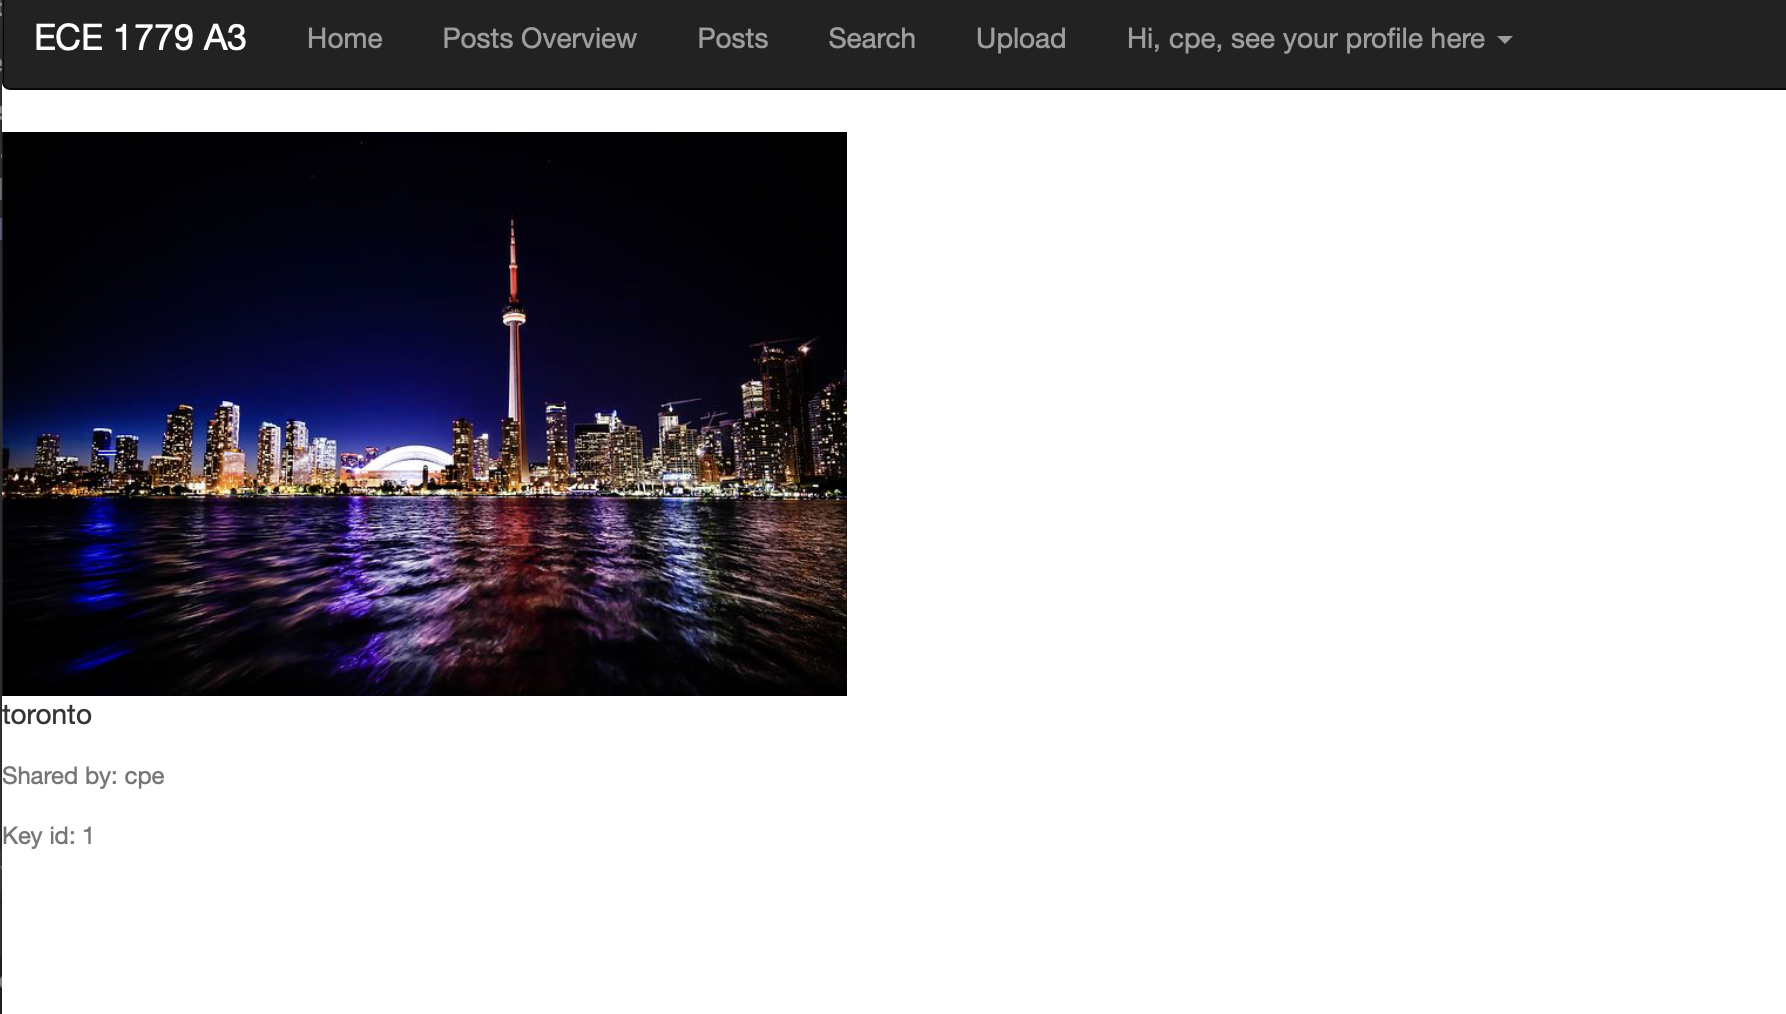 ECE 1779 A3 Home Posts Overview Posts Search Upload Hi, cpe, see your profile here
toronto
Shared by: cpe
Key id: 1